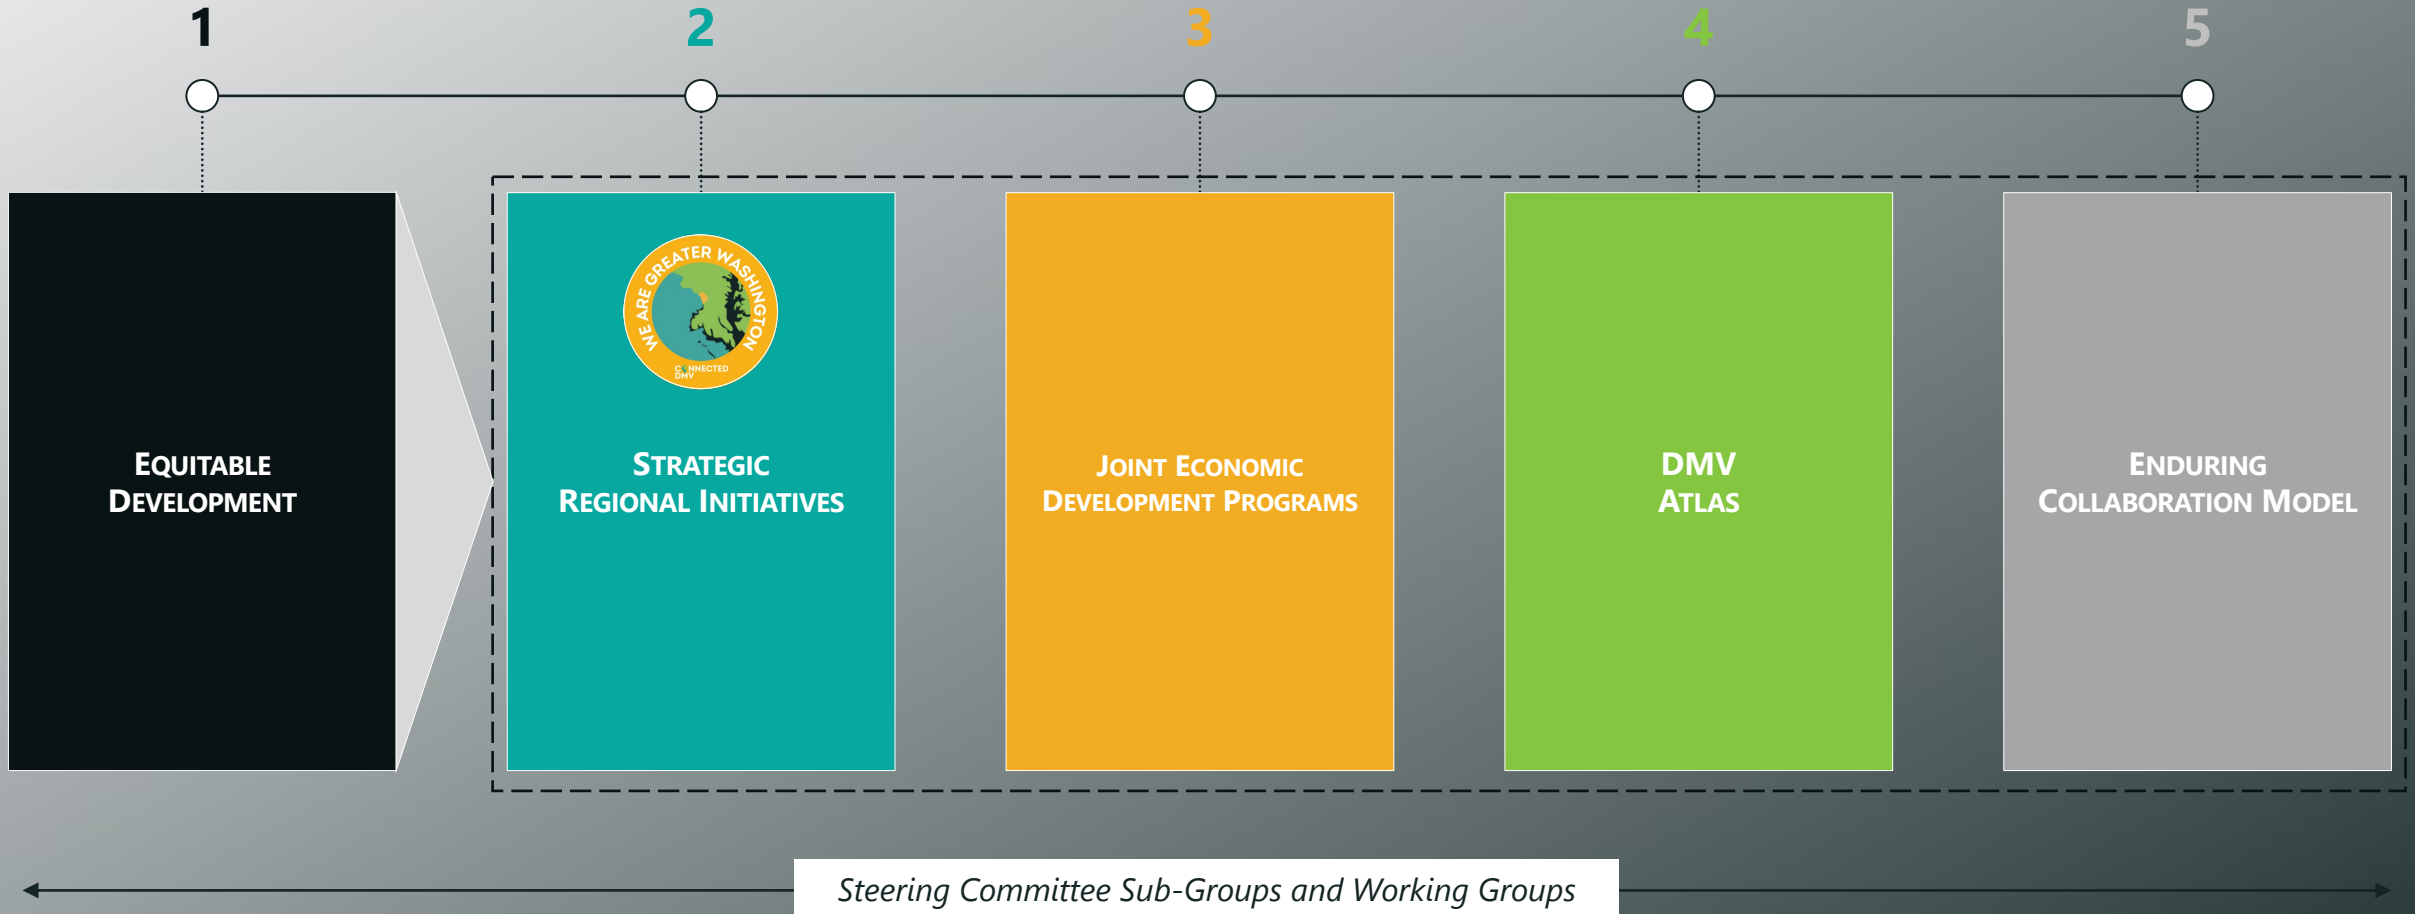 1
2
3
4
5
WE ARE GREATER WASHINGTON
CONNECTED
DMV
EQUITABLE
DEVELOPMENT
STRATEGIC
REGIONAL INITIATIVES
JOINT ECONOMIC
DEVELOPMENT PROGRAMS
DMV
ATLAS
ENDURING
COLLABORATION MODEL
Steering Committee Sub-Groups and Working Groups